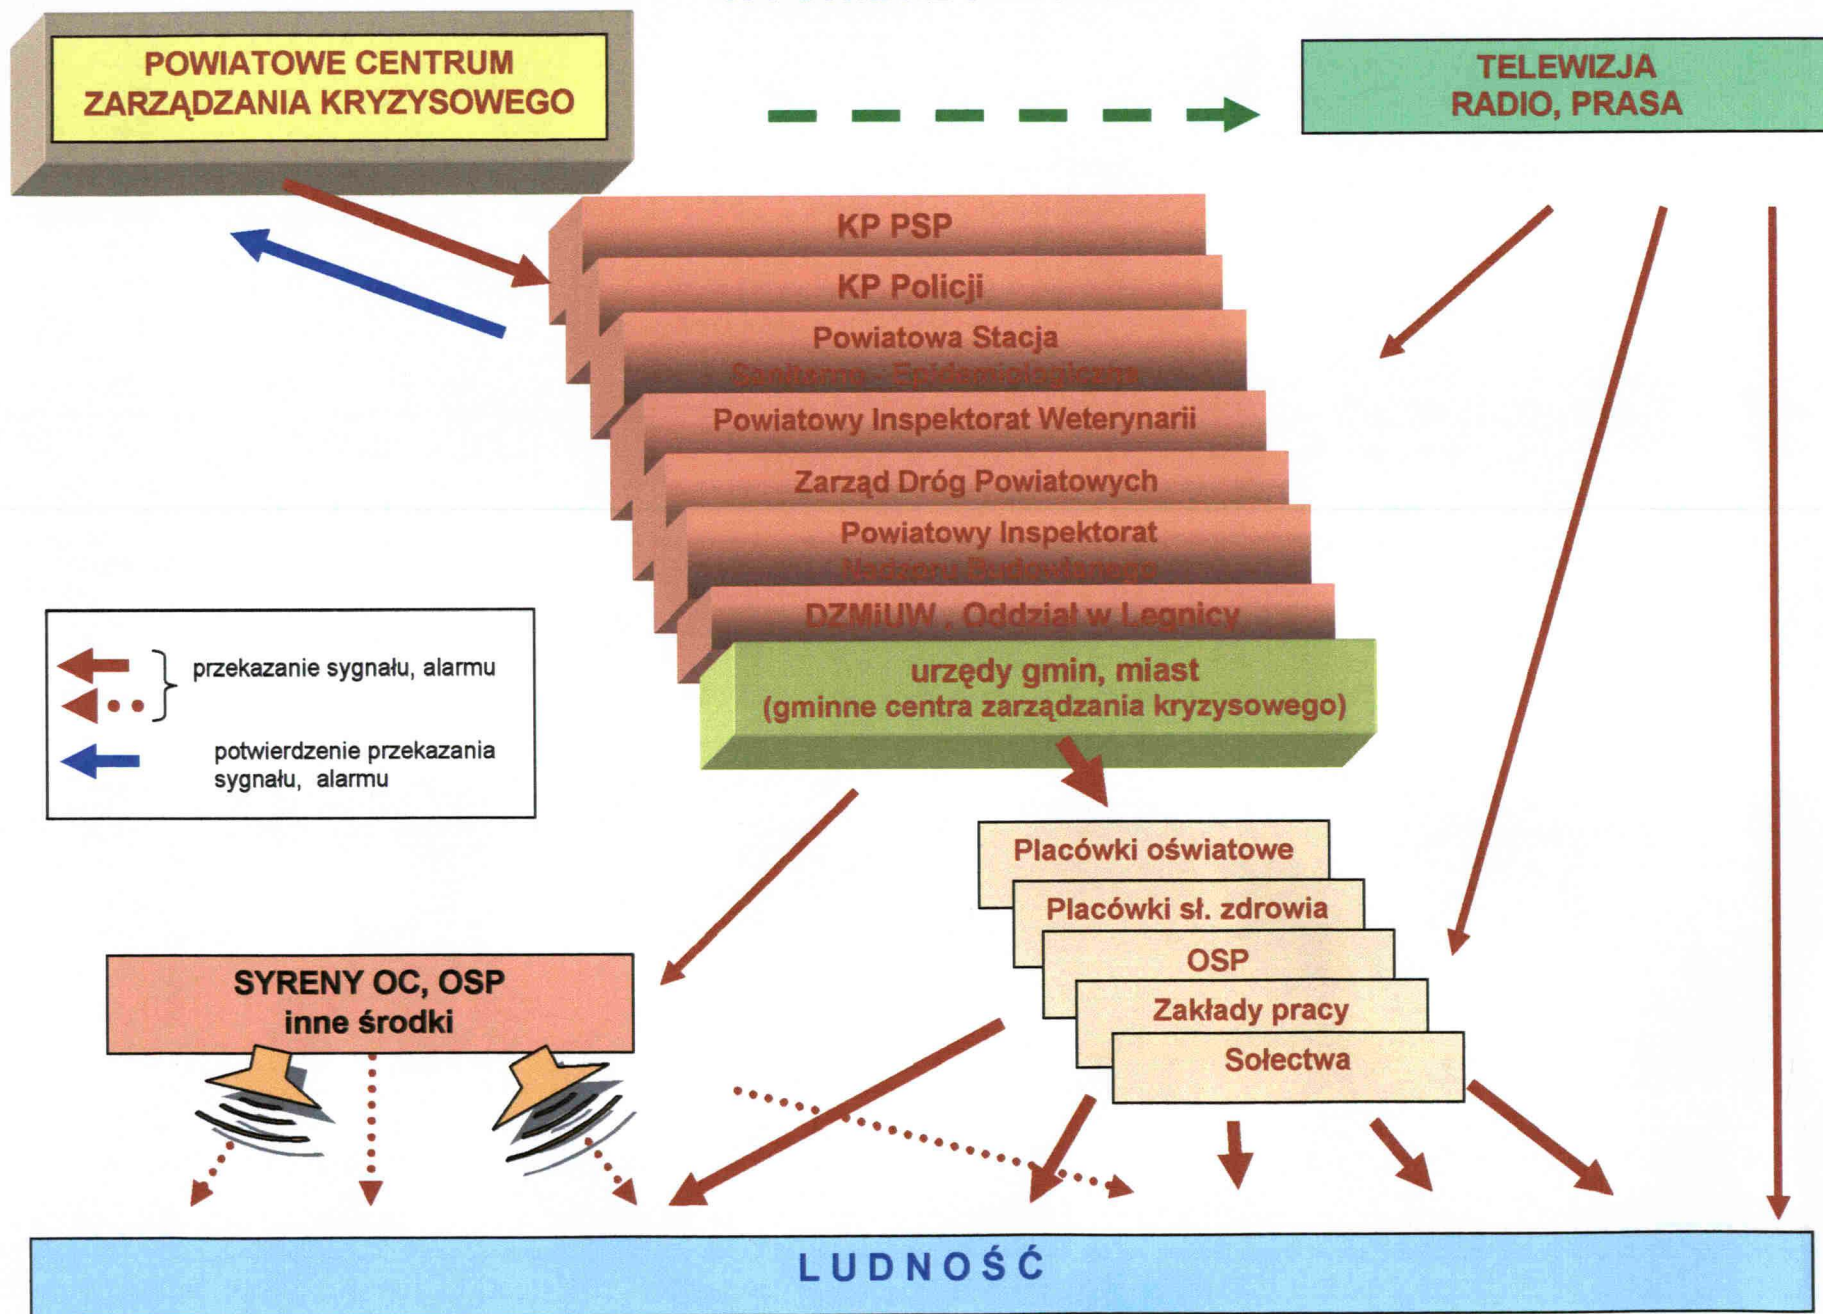 POWIATOWE CENTRUM
ZARZĄDZANIA KRYZYSOWEGO
TELEWIZJA
RADIO, PRASA
KP PSP
KP Policji
Powiatowa Stacja
Sanitarno - Epidemiologiczna
Powiatowy Inspektorat Weterynarii
Zarząd Dróg Powiatowych
Powiatowy Inspektorat
Nadzoru Budowlanego
DZMiUW , Oddział w Legnicy
urzędy gmin, miast
(gminne centra zarządzania kryzysowego)
przekazanie sygnału, alarmu
potwierdzenie przekazania
sygnału, alarmu
Placówki oświatowe
Placówki sł. zdrowia
OSP
Zakłady pracy
Sołectwa
SYRENY OC, OSP
inne środki
LUDNOŚĆ